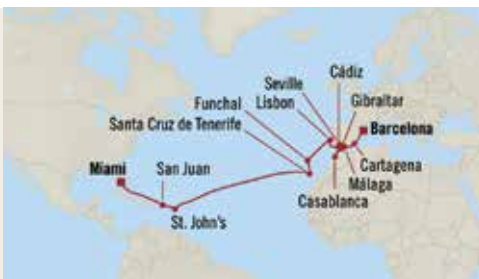 Cádiz
Seville
Gibraltar
Funchal
Lisbon
Barcelona
Santa Cruz de Tenerife
Miami
San Juan
Cartagena
Málaga
Casablanca
St. John's